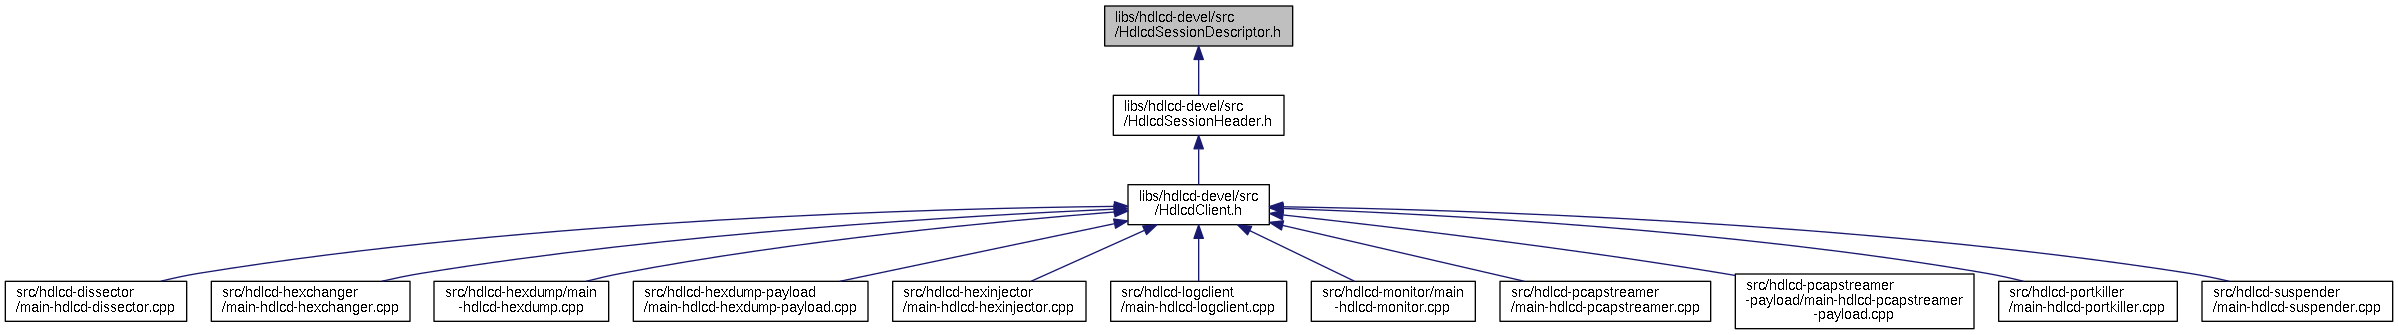 libs/hdlcd-devel/src
/HdlcdSessionDescriptor.h
libs/hdlcd-devel/src
/HdlcdSessionHeader.h
libs/hdlcd-devel/src
/HdlcdClient.h
src/hdlcd-dissector
/main-hdlcd-dissector.cpp
src/hdlcd-hexchanger
/main-hdlcd-hexchanger.cpp
src/hdlcd-hexdump/main
-hdlcd-hexdump.cpp
src/hdlcd-hexdump-payload
/main-hdlcd-hexdump-payload.cpp
src/hdlcd-hexinjector
/main-hdlcd-hexinjector.cpp
src/hdlcd-logclient
/main-hdlcd-logclient.cpp
src/hdlcd-monitor/main
-hdlcd-monitor.cpp
src/hdlcd-pcapstreamer
/main-hdlcd-pcapstreamer.cpp
src/hdlcd-pcapstreamer
-payload/main-hdlcd-pcapstreamer
-payload.cpp
src/hdlcd-portkiller
/main-hdlcd-portkiller.cpp
src/hdlcd-suspender
/main-hdlcd-suspender.cpp